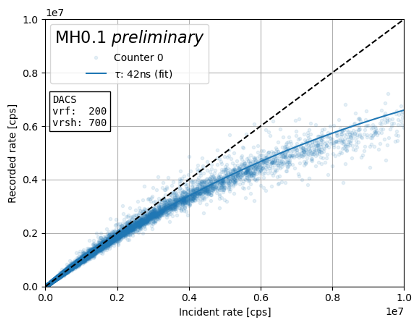 1e7
1.0
MH0.1 preliminary
Counter 0
τ: 42ns (fit)
0.8
DACS
vrf:  200
vrsh: 700
0.6
0.4
0.2
0.0
Recorded rate [cps]
0.0 0.2 0.4 0.6 0.8 1.0
Incident rate [cps]
1e7